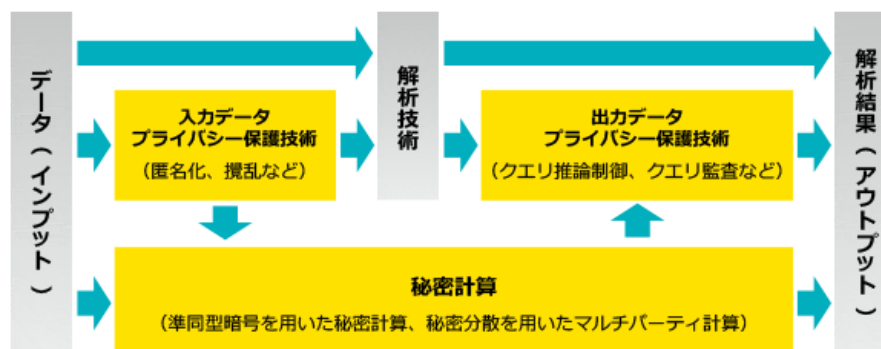 データ（インプット）
入力データ
プライバシー保護技術
（匿名化、攪乱など）
解析技術
出力データ
プライバシー保護技術
（クエリ推論制御、クエリ監査など）
秘密計算
（準同型暗号を用いた秘密計算、秘密分散を用いたマルチパーティ計算）
解析結果（アウトプット）